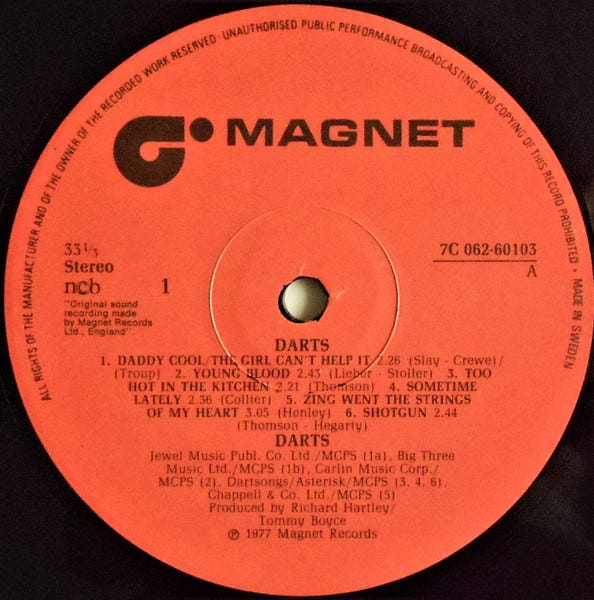 ALL RIGHTS OF THE MANUFACTURER AND OF THE OWNER OF THE RECORDED WORK RESERVED · UNAUTHORISED PUBLIC PERFORMANCE BROADCASTING AND COPYING OF THIS RECORD PROHIBITED • MADE IN SWEDEN
MAGNET
33 1/3
Stereo
ncb 1
"Original sound
recording made
by Magnet Records
Ltd., England".
7C 062-60103
A
DARTS
1. DADDY COOL/THE GIRL CAN'T HELP IT 2.26 (Slay - Crewe)/
(Troup) 2. YOUNG BLOOD 2.43 (Lieber - Stoller) 3. TOO
HOT IN THE KITCHEN 2.21 (Thomson) 4. SOMETIME
LATELY 2.36 (Collier) 5. ZING WENT THE STRINGS
OF MY HEART 3.05 (Henley) 6. SHOTGUN 2.44
(Thomson - Hegarty)
DARTS
Jewel Music Publ. Co. Ltd./MCPS (1a), Big Three
Music Ltd./MCPS (1b), Carlin Music Corp./
MCPS (2), Dartsongs/Asterisk/MCPS (3, 4, 6),
Chappell & Co. Ltd./MCPS (5)
Produced by Richard Hartley/
Tommy Boyce
℗ 1977 Magnet Records